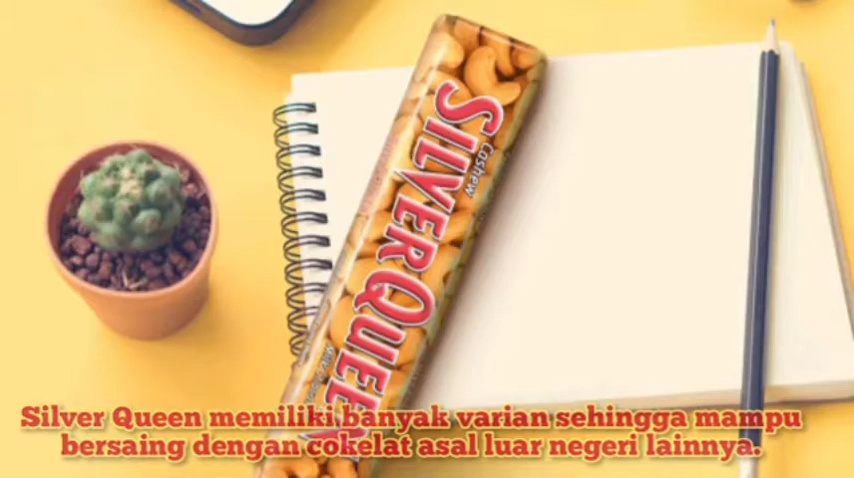 SILVER QUEEN
Cashew
Silver Queen memiliki banyak varian sehingga mampu
bersaing dengan cokelat asal luar negeri lainnya.